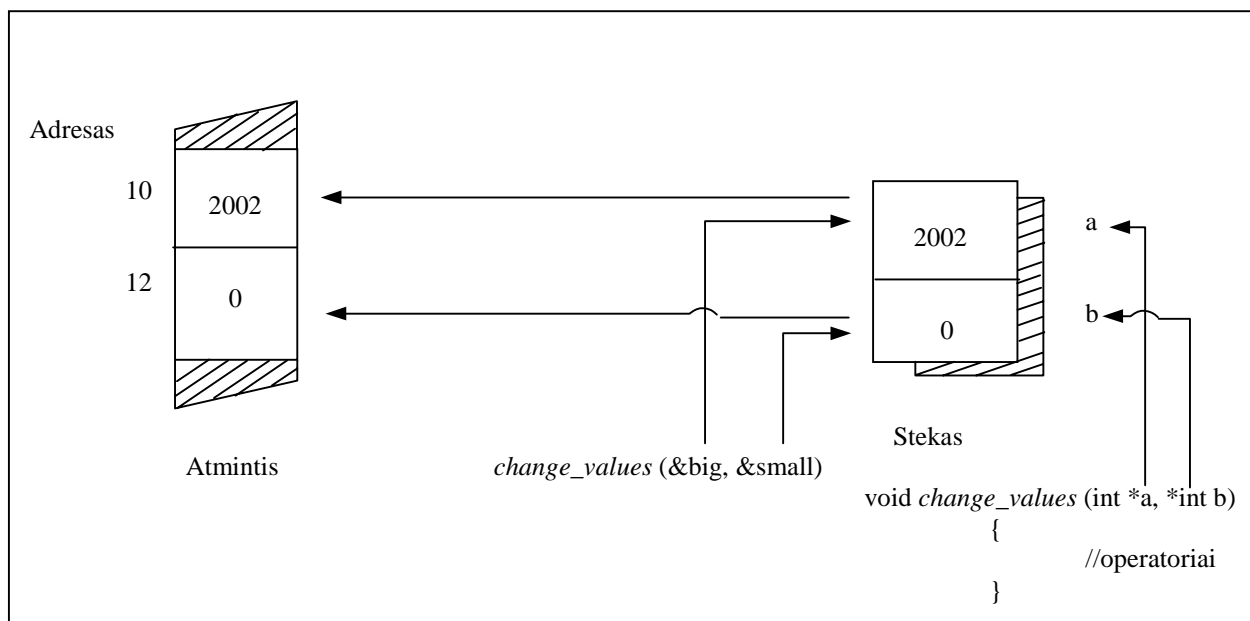 Adresas
10
2002
a
2002
12
0
b
0
Stekas
Atmintis
change_values (&big, &small)
void change_values (int *a, *int b)
{
//operatoriai
}